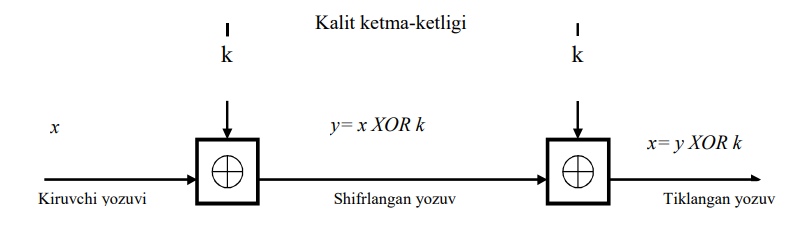 Kalit ketma-ketligi
k
k
x
y= x XOR k
x= y XOR k
Kiruvchi yozuvi
Shifrlangan yozuv
Tiklangan yozuv